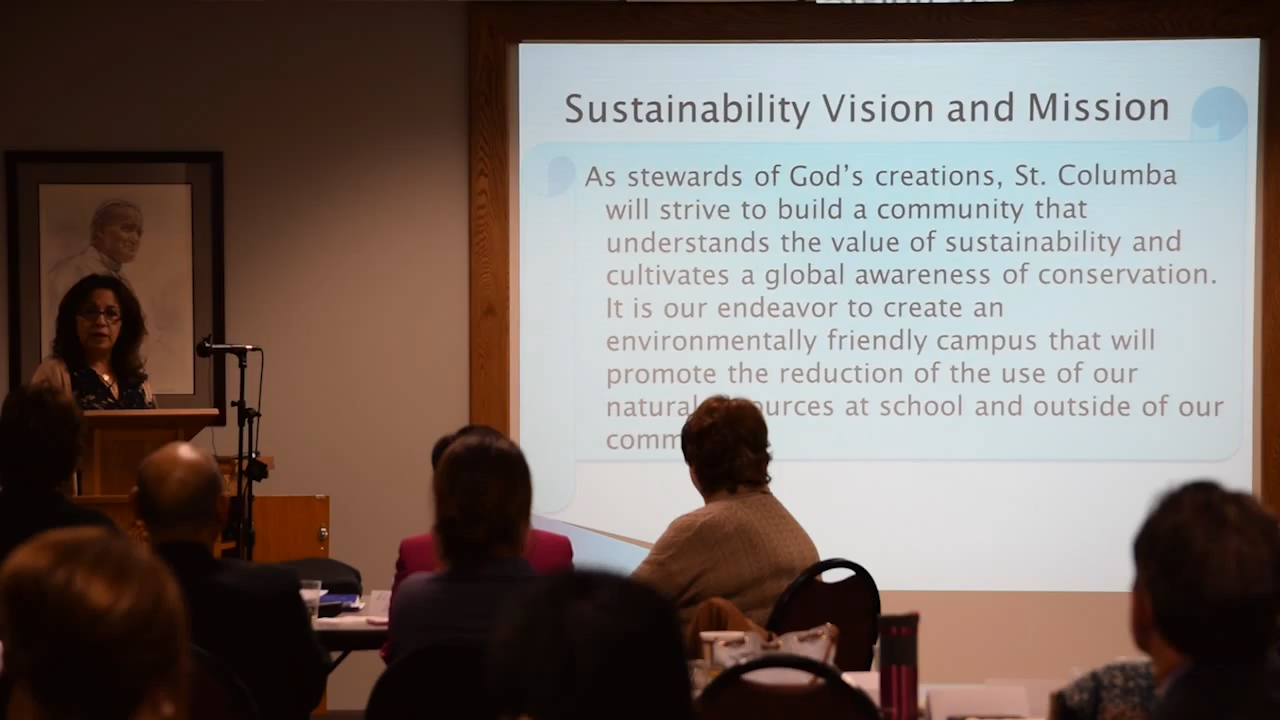 Sustainability Vision and Mission
As stewards of God's creations, St. Columba
will strive to build a community that
understands the value of sustainability and
cultivates a global awareness of conservation.
It is our endeavor to create an
environmentally friendly campus that will
promote the reduction of the use of our
natural at school and outside of our